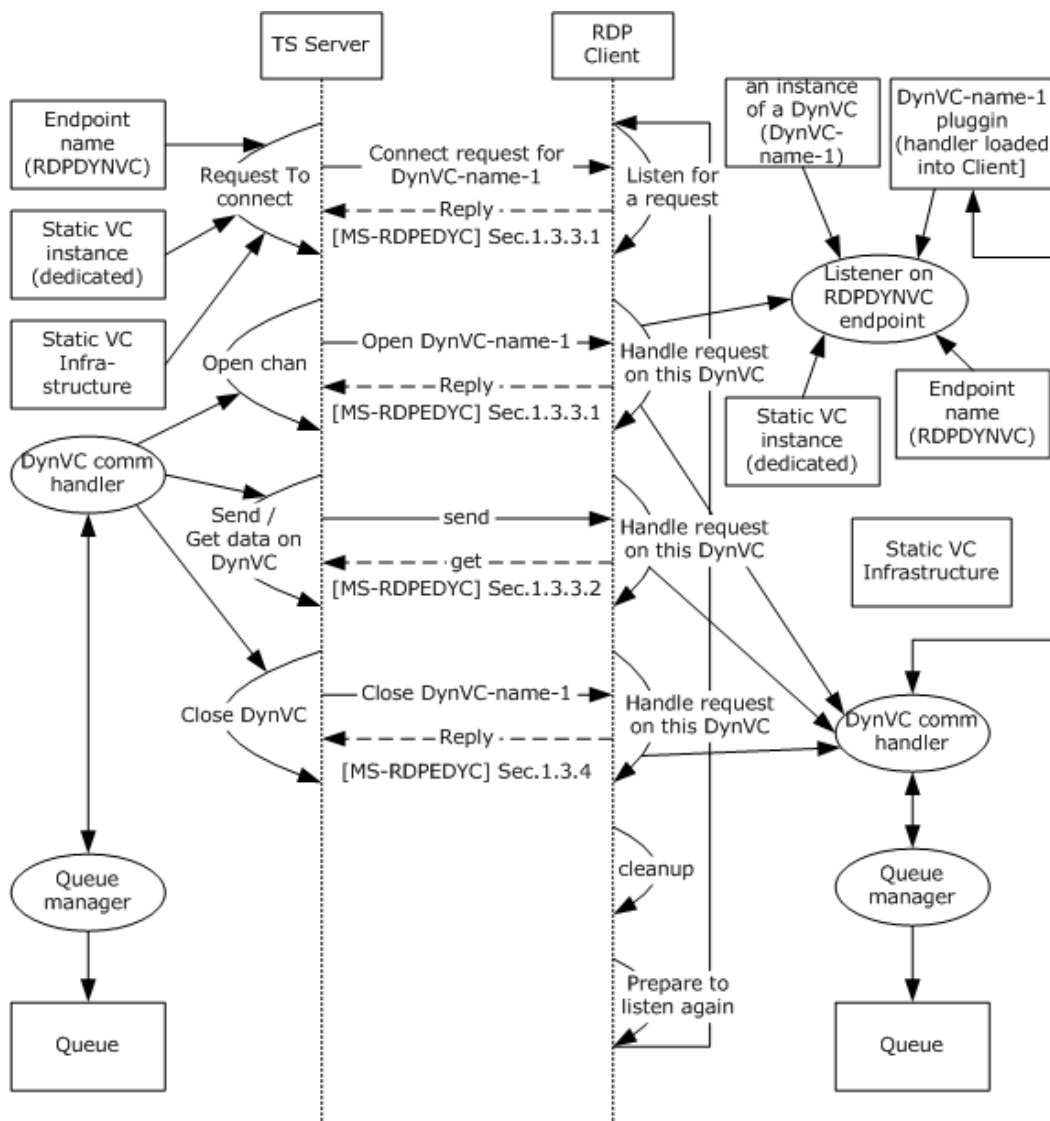 TS Server
RDP
Client
Endpoint
name
(RDPDYNVC)
Static VC
instance
(dedicated)
Static VC
Infra-
structure
Request To
connect
Connect request for
DynVC-name-1
Reply
[MS-RDPEDYC] Sec.1.3.3.1
Listen for
a request
an instance
of a DynVC
(DynVC-
name-1)
DynVC-name-1
pluggin
(handler loaded
into Client]
Listener on
RDPDYNVC
endpoint
Static VC
instance
(dedicated)
Endpoint
name
(RDPDYNVC)
Open chan
Open DynVC-name-1
Reply
[MS-RDPEDYC] Sec.1.3.3.1
Handle request
on this DynVC
DynVC comm
handler
Send /
Get data on
DynVC
send
get
[MS-RDPEDYC] Sec.1.3.3.2
Handle request
on this DynVC
Static VC
Infrastructure
Close DynVC
Close DynVC-name-1
Reply
[MS-RDPEDYC] Sec.1.3.4
Handle request
on this DynVC
DynVC comm
handler
cleanup
Queue
manager
Queue
manager
Prepare to
listen again
Queue
Queue